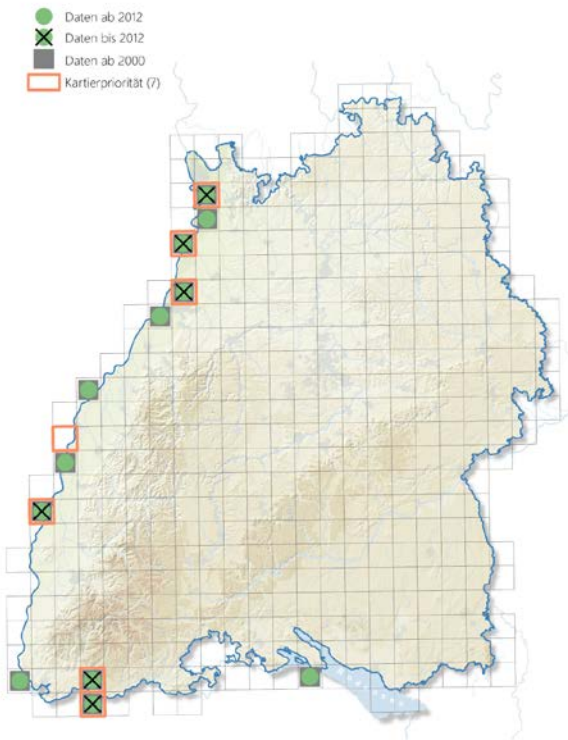 Daten ab 2012
Daten bis 2012
Daten ab 2000
Kartierpriorität (7)